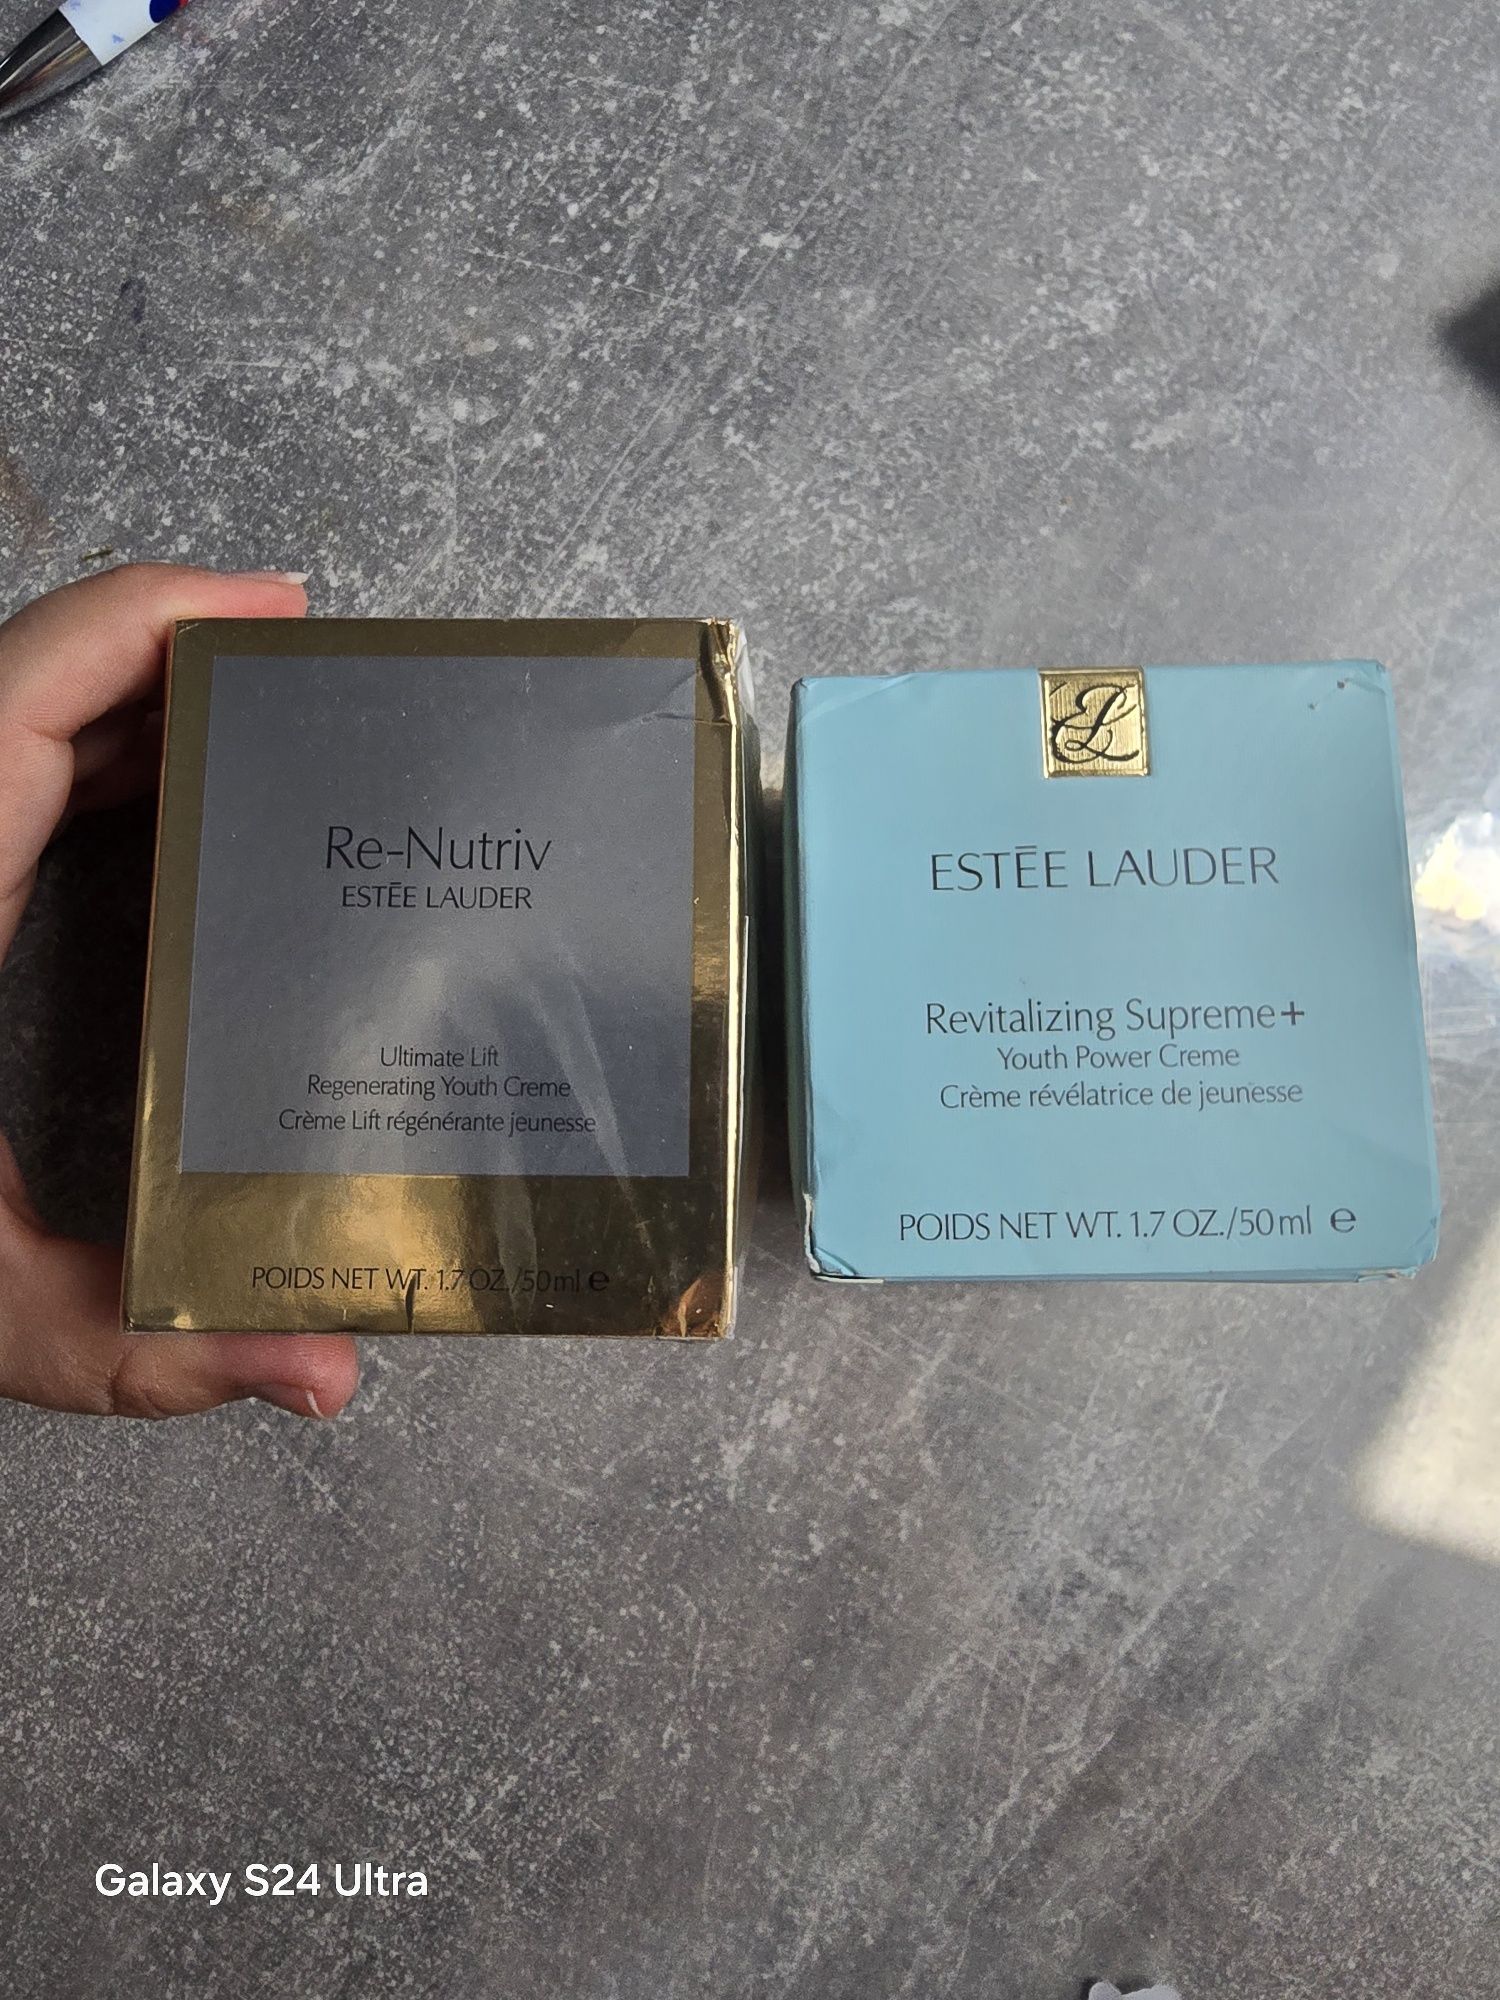 Re-Nutriv
ESTĒE LAUDER
Ultimate Lift
Regenerating Youth Creme
Crème Lift régénérante jeunesse
POIDS NET WT. 1.7 OZ./50ml e
EL
ESTĒE LAUDER
Revitalizing Supreme+
Youth Power Creme
Crème révélatrice de jeunesse
POIDS NET WT. 1.7 OZ./50ml e
Galaxy S24 Ultra